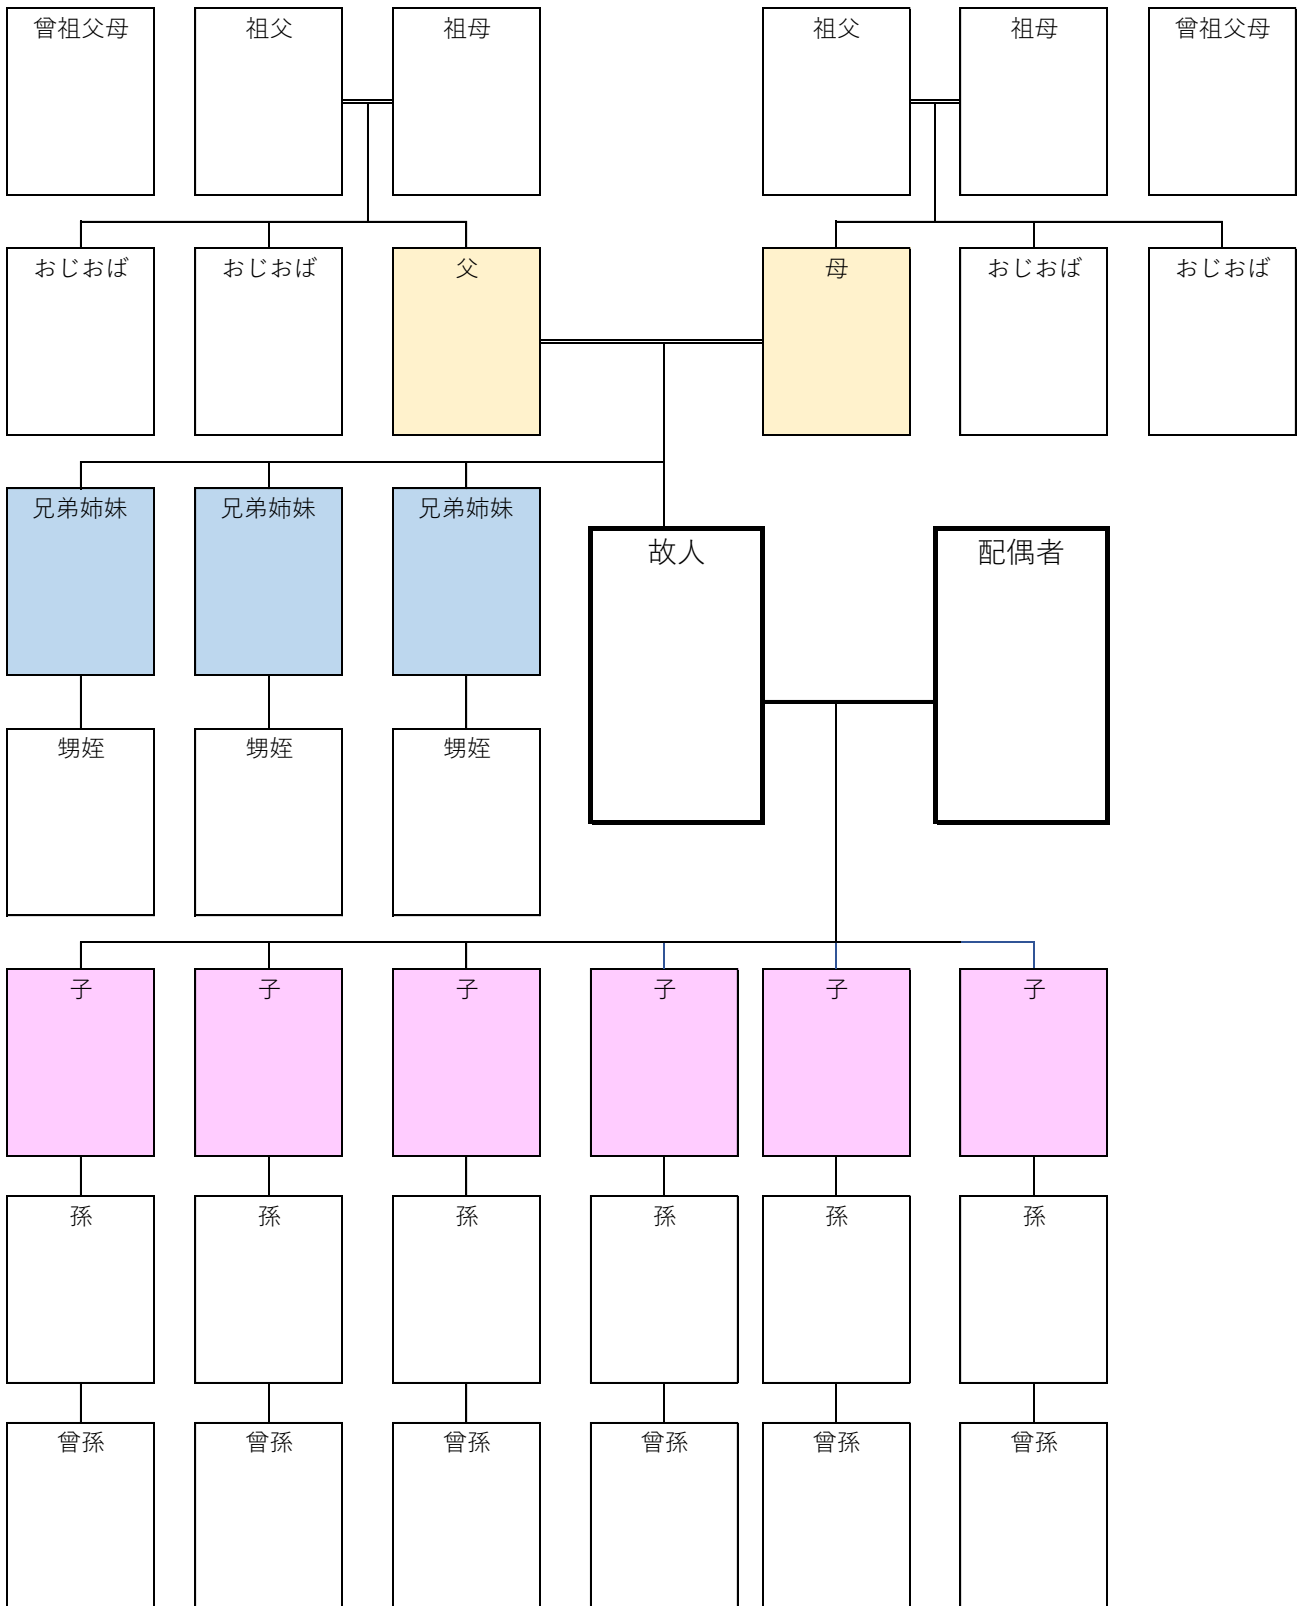 曾祖父母
祖父
祖母
祖父
祖母
曾祖父母
おじおば
おじおば
父
母
おじおば
おじおば
兄弟姉妹
兄弟姉妹
兄弟姉妹
故人
配偶者
甥姪
甥姪
甥姪
子
子
子
子
子
子
孫
孫
孫
孫
孫
孫
曾孫
曾孫
曾孫
曾孫
曾孫
曾孫